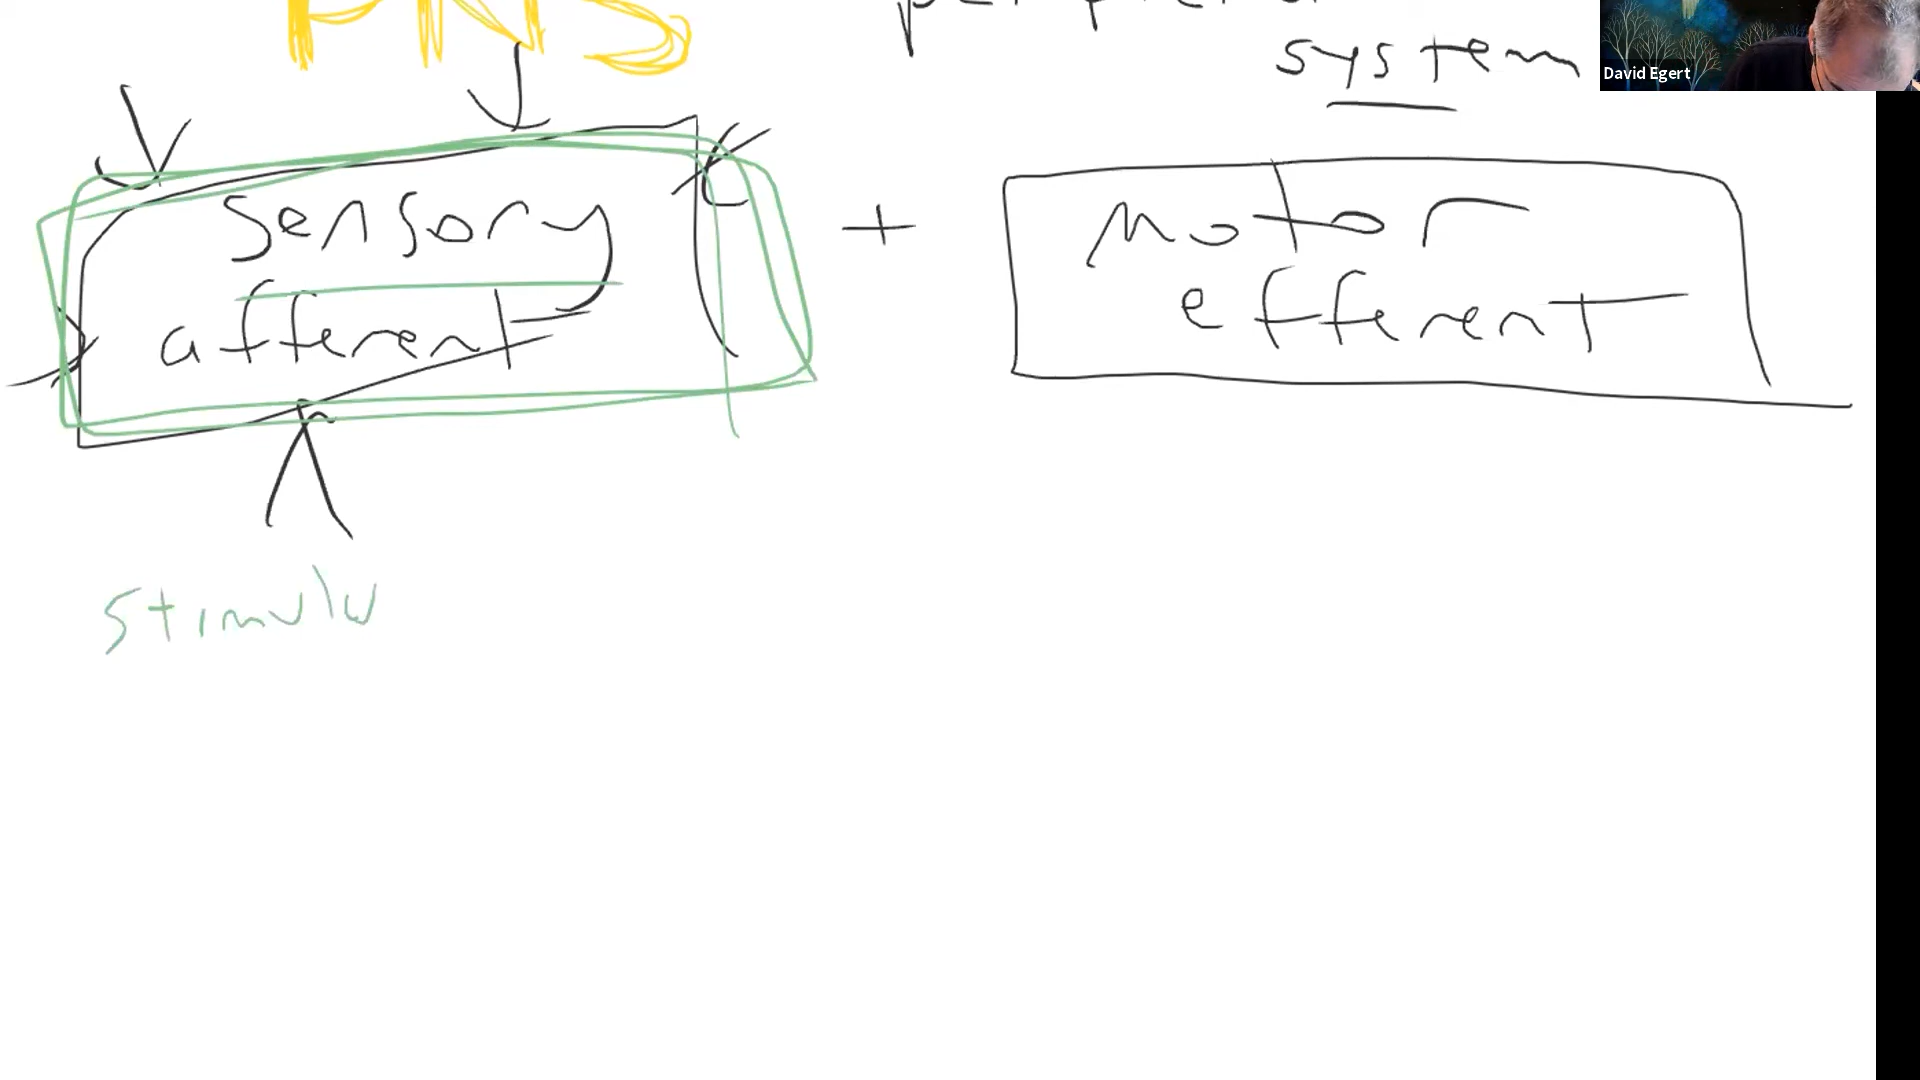 PNS
system
David Egert
sensory
afferent
+
motor
efferent
stimulu